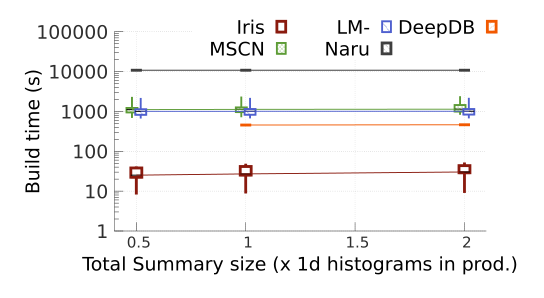 Iris LM- DeepDB
MSCN Naru
Build time (s)
100000
10000
1000
100
10
1
0.5 1 1.5 2
Total Summary size (x 1d histograms in prod.)